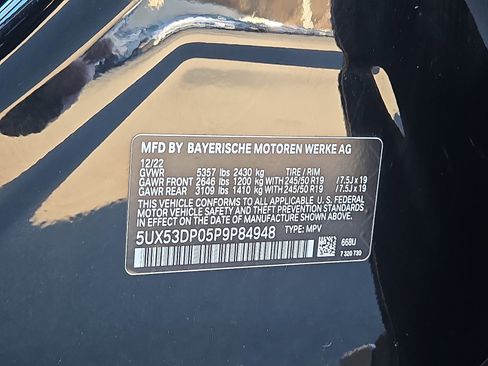 MFD BY BAYERISCHE MOTOREN WERKE AG
12/22
GVWR 5357 lbs 2430 kg TIRE / RIM
GAWR FRONT 2646 lbs 1200 kg WITH 245/50 R19 / 7.5J x 19
GAWR REAR 3109 lbs 1410 kg WITH 245/50 R19 / 7.5J x 19
THIS VEHICLE CONFORMS TO ALL APPLICABLE U. S. FEDERAL
MOTOR VEHICLE SAFETY AND THEFT PREVENTION STANDARDS
IN EFFECT ON THE DATE OF MANUFACTURE SHOWN ABOVE.
5UX53DP05P9P84948 TYPE: MPV
668U
7 320 730